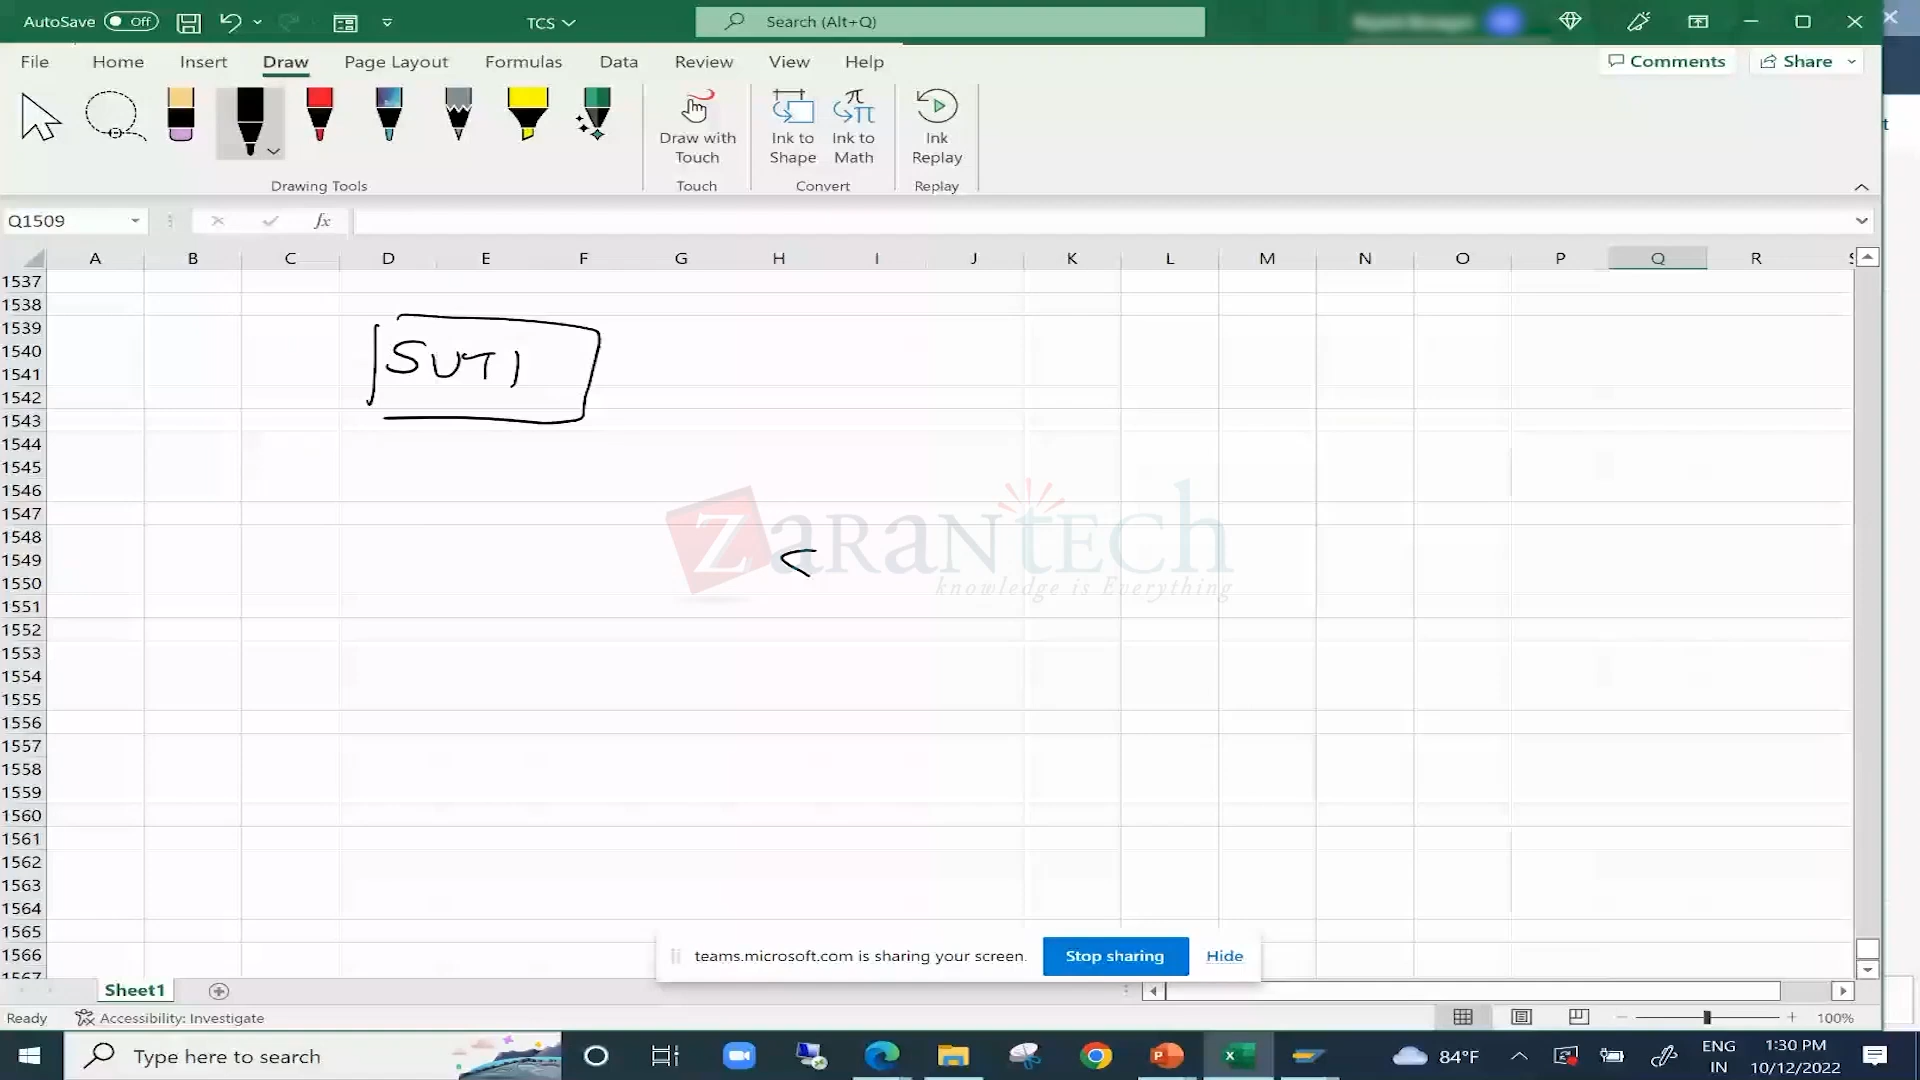 AutoSave Off TCS Search (Alt+Q)
File Home Insert Draw Page Layout Formulas Data Review View Help Comments Share
Draw with Touch Ink to Shape Ink to Math Ink Replay
Drawing Tools Touch Convert Replay
Q1509 fx
A B C D E F G H I J K L M N O P Q R S
1537
1538
1539
1540
1541
1542
1543
1544
1545
1546
1547
1548
1549
1550
1551
1552
1553
1554
1555
1556
1557
1558
1559
1560
1561
1562
1563
1564
1565
1566
1567
SUTI
ZaranTech
knowledge is Everything
teams.microsoft.com is sharing your screen. Stop sharing Hide
Sheet1
Ready Accessibility: Investigate 100%
Type here to search 84°F ENG IN 1:30 PM 10/12/2022